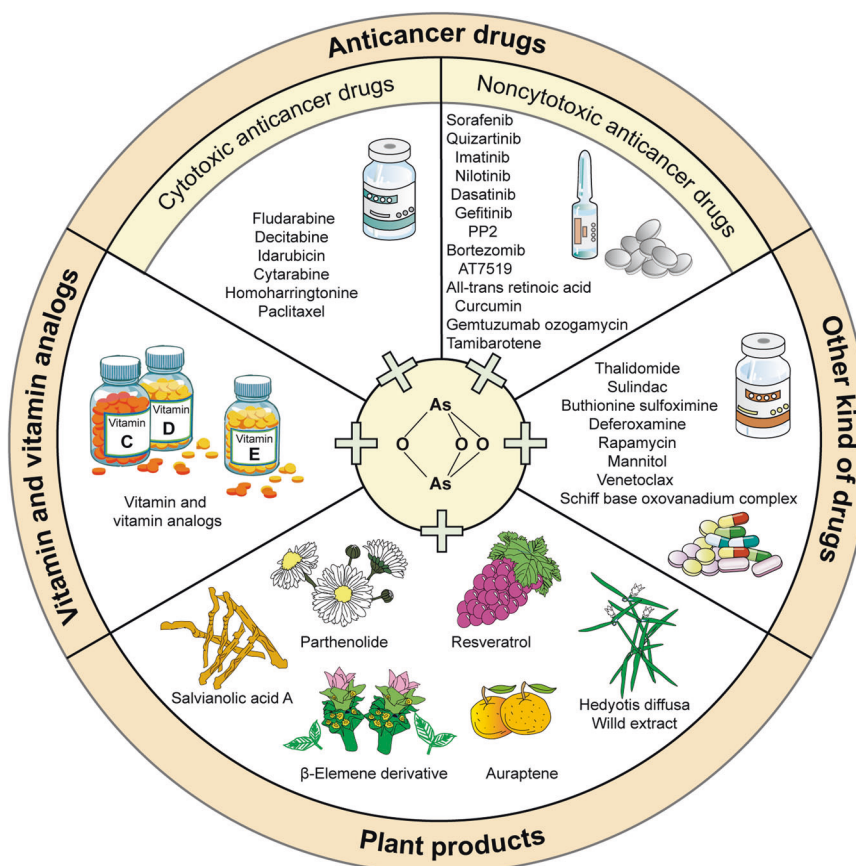 Anticancer drugs
Cytotoxic anticancer drugs
Noncytotoxic anticancer drugs
Fludarabine
Decitabine
Idarubicin
Cytarabine
Homoharringtonine
Paclitaxel
Sorafenib
Quizartinib
Imatinib
Nilotinib
Dasatinib
Gefitinib
PP2
Bortezomib
AT7519
All-trans retinoic acid
Curcumin
Gemtuzumab ozogamycin
Tamibarotene
Vitamin and vitamin analogs
Vitamin
C
Vitamin
D
Vitamin
E
Vitamin and
vitamin analogs
As
O
O
O
As
Other kind of drugs
Thalidomide
Sulindac
Buthionine sulfoximine
Deferoxamine
Rapamycin
Mannitol
Venetoclax
Schiff base oxovanadium complex
Parthenolide
Resveratrol
Salvianolic acid A
Hedyotis diffusa
Willd extract
β-Elemene derivative
Auraptene
Plant products